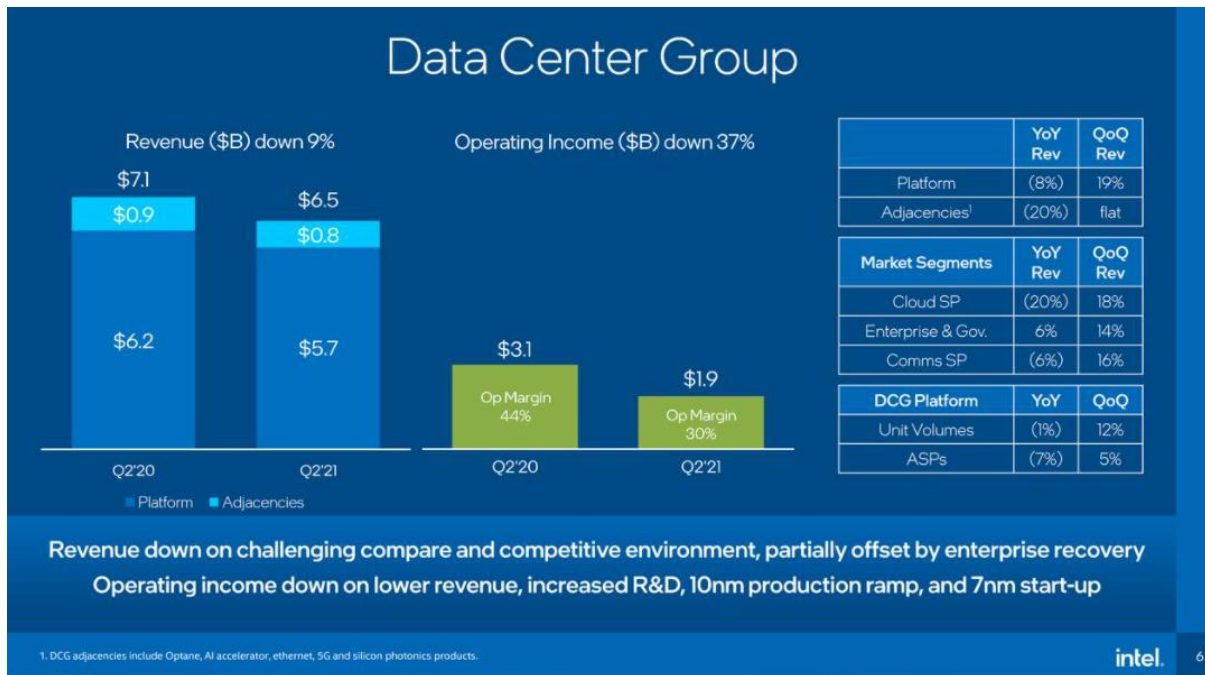 Data Center Group
Revenue ($B) down 9%
$7.1
$0.9
$6.2
$6.5
$0.8
$5.7
Q2'20
Q2'21
Platform
Adjacencies
Operating Income ($B) down 37%
$3.1
Op Margin
44%
$1.9
Op Margin
30%
Q2'20
Q2'21
YoY Rev QoQ Rev
Platform (8%) 19%
Adjacencies¹ (20%) flat
Market Segments YoY Rev QoQ Rev
Cloud SP (20%) 18%
Enterprise & Gov. 6% 14%
Comms SP (6%) 16%
DCG Platform YoY QoQ
Unit Volumes (1%) 12%
ASPs (7%) 5%
Revenue down on challenging compare and competitive environment, partially offset by enterprise recovery
Operating income down on lower revenue, increased R&D, 10nm production ramp, and 7nm start-up
1. DCG adjacencies include Optane, AI accelerator, ethernet, 5G and silicon photonics products.
intel.
6